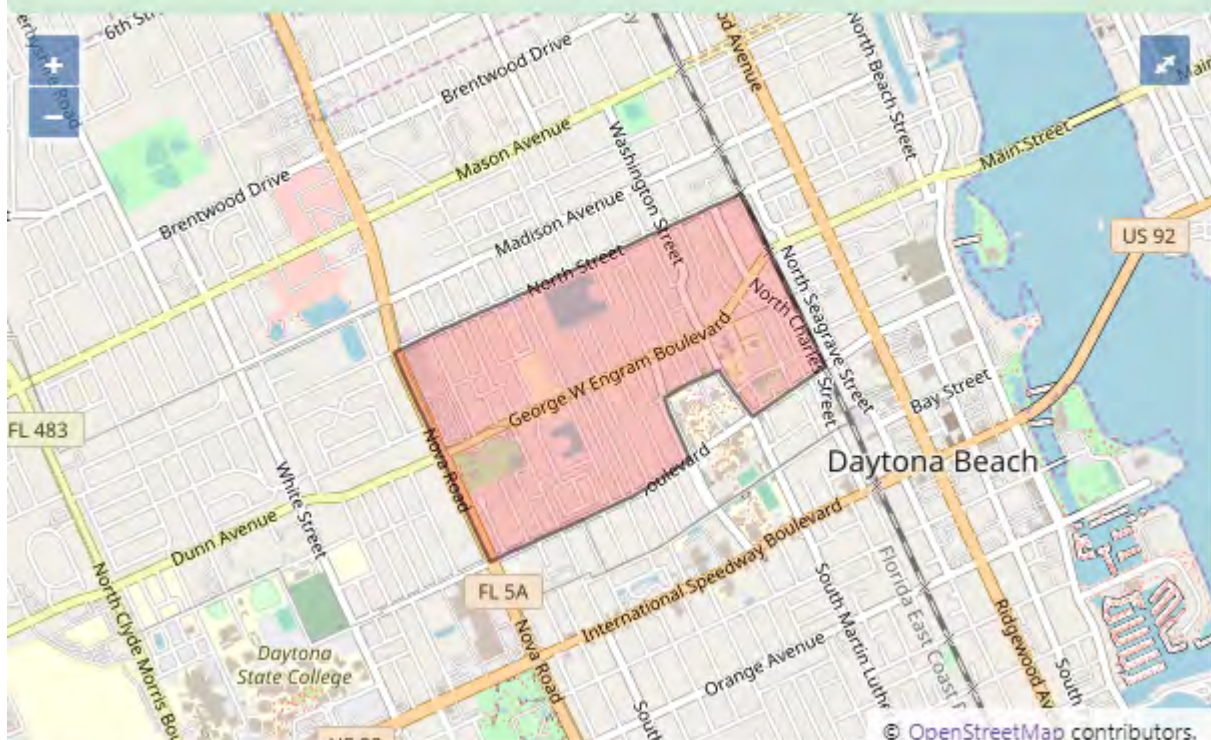 6th Str
Brentwood Drive
Mason Avenue
Washington Street
North Beach Street
Main Street
US 92
Brentwood Drive
Madison Avenue
North Street
North Seagrave Street
North Charles Street
George W Engram Boulevard
Bay Street
FL 483
White Street
Nova Road
oulevard
Daytona Beach
Dunn Avenue
International Speedway Boulevard
FL 5A
North Clyde Morris Bou
Daytona
State College
Nova Road
Orange Avenue
South Martin Luthe
Florida East Coast
Ridgewood Av
South
© OpenStreetMap contributors.